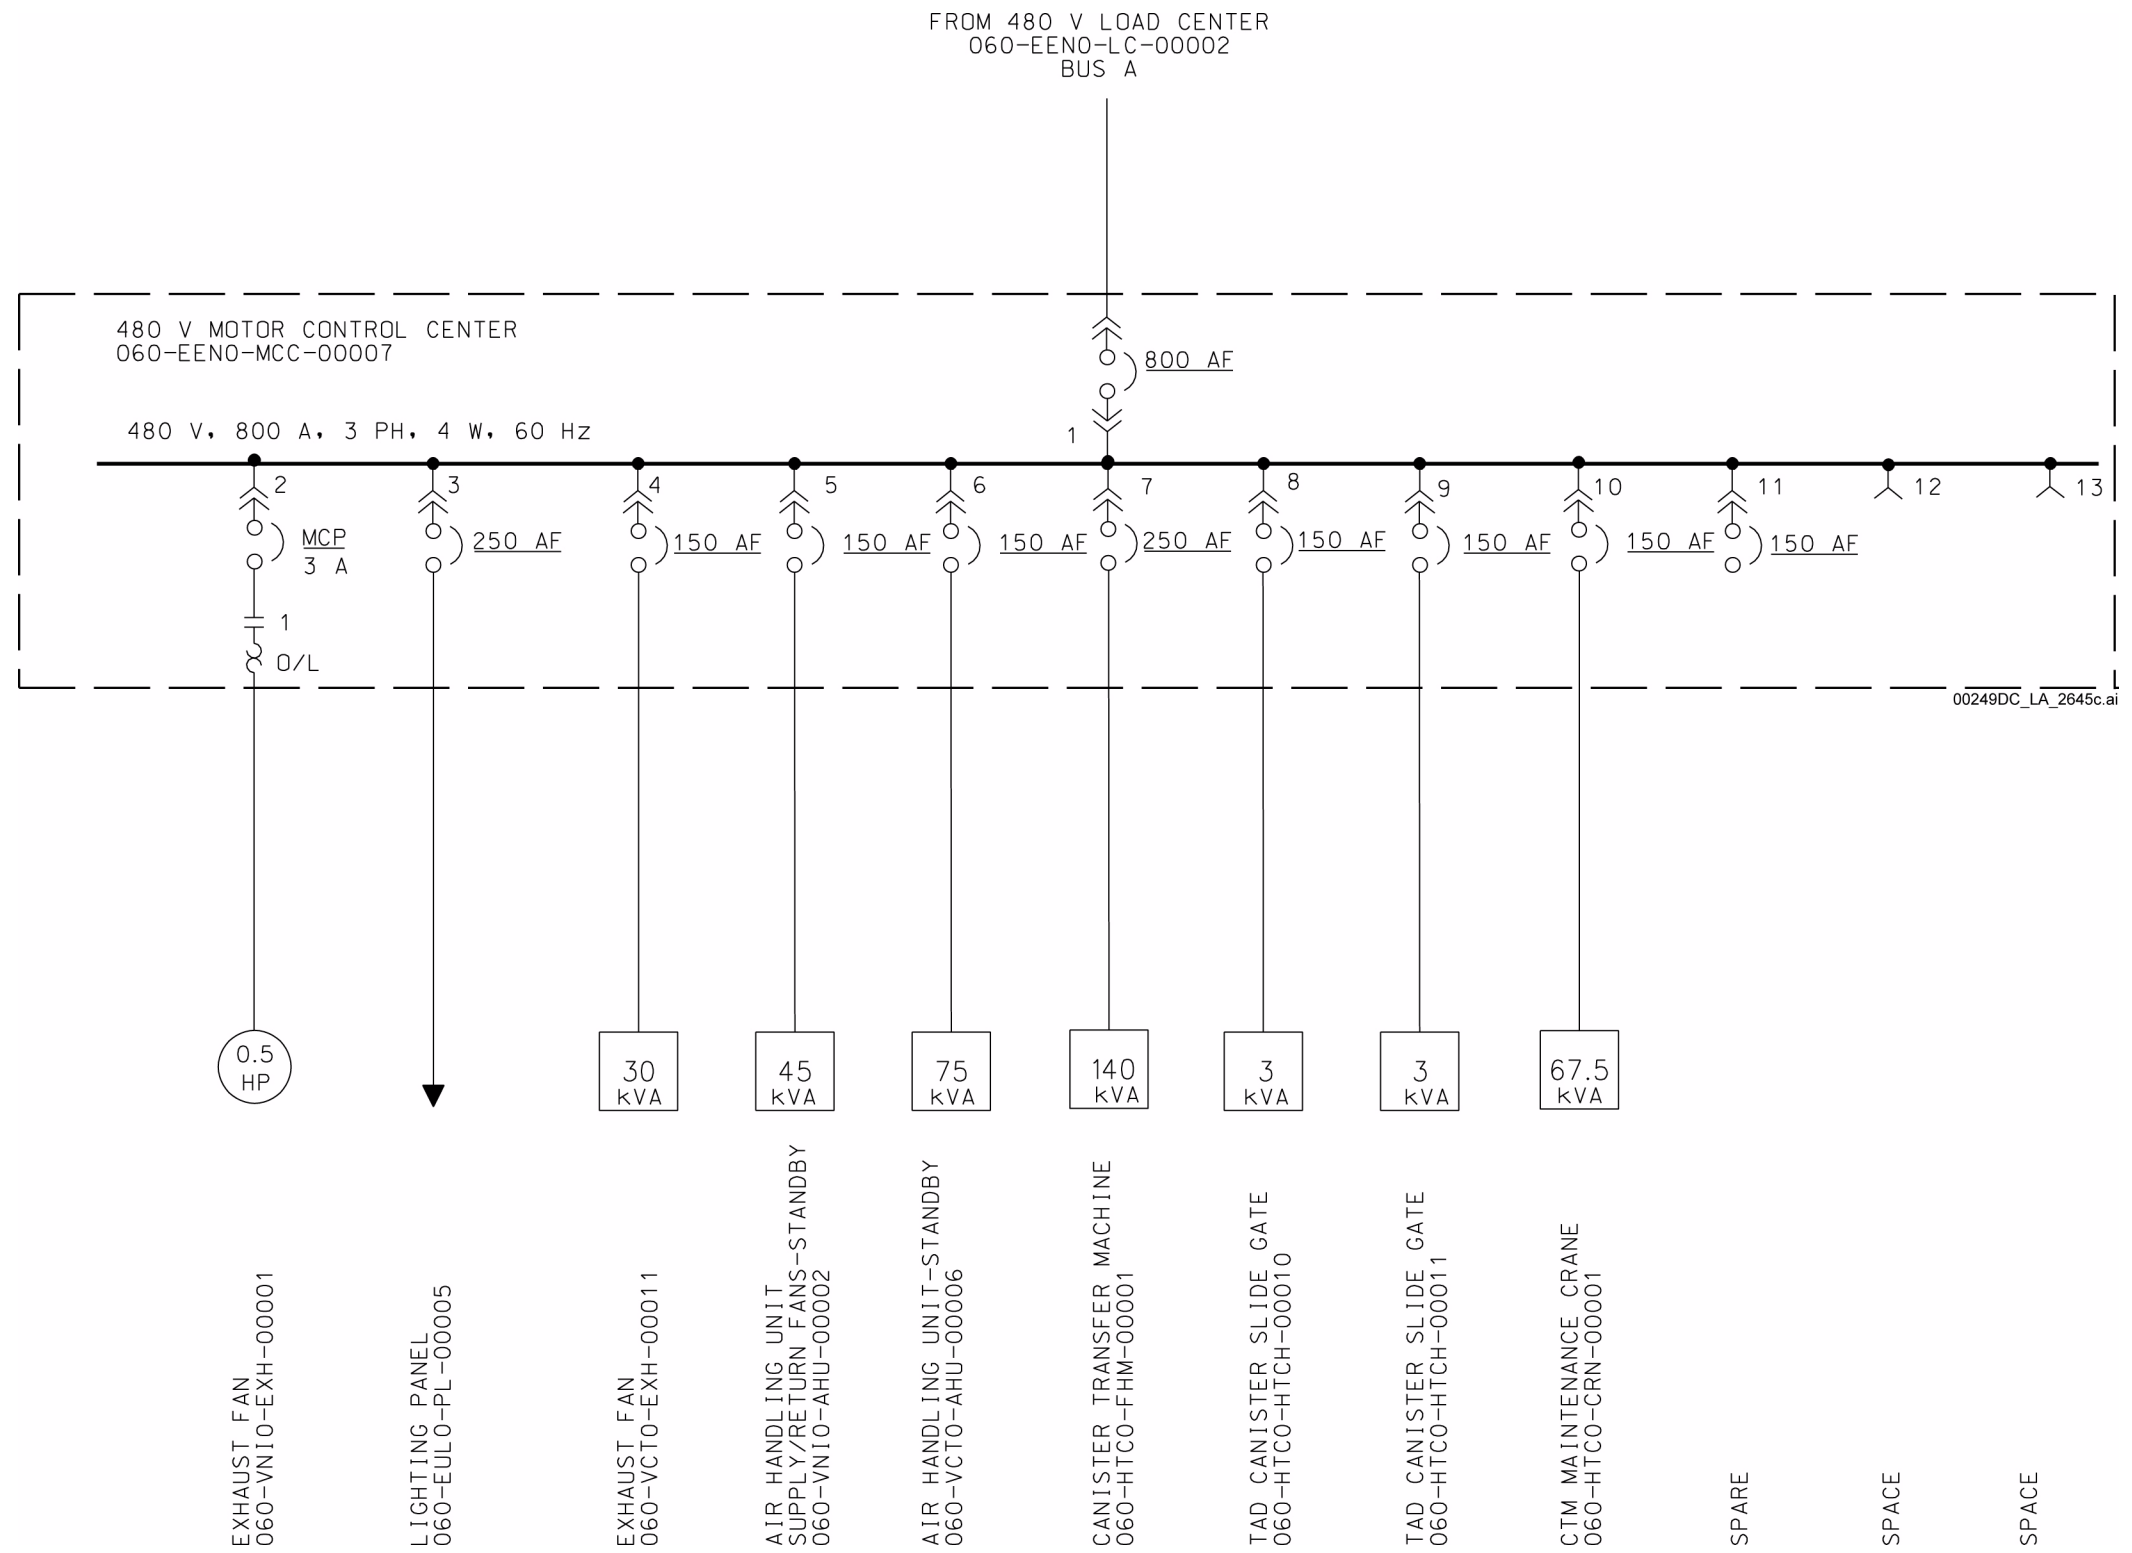 FROM 480 V LOAD CENTER
060-EEN0-LC-00002
BUS A
480 V MOTOR CONTROL CENTER
060-EEN0-MCC-00007
800 AF
480 V, 800 A, 3 PH, 4 W, 60 Hz
1
2
3
4
5
6
7
8
9
10
11
12
13
MCP
3 A
250 AF
150 AF
150 AF
150 AF
250 AF
150 AF
150 AF
150 AF
150 AF
1
O/L
00249DC_LA_2645c.ai
0.5
HP
30
kVA
45
kVA
75
kVA
140
kVA
3
kVA
3
kVA
67.5
kVA
EXHAUST FAN
060-VNI0-EXH-00001
LIGHTING PANEL
060-EUL0-PL-00005
EXHAUST FAN
060-VCT0-EXH-00011
AIR HANDLING UNIT
SUPPLY/RETURN FANS-STANDBY
060-VNI0-AHU-00002
AIR HANDLING UNIT-STANDBY
060-VCT0-AHU-00006
CANISTER TRANSFER MACHINE
060-HTC0-FHM-00001
TAD CANISTER SLIDE GATE
060-HTC0-HTCH-00010
TAD CANISTER SLIDE GATE
060-HTC0-HTCH-00011
CTM MAINTENANCE CRANE
060-HTC0-CRN-00001
SPARE
SPACE
SPACE